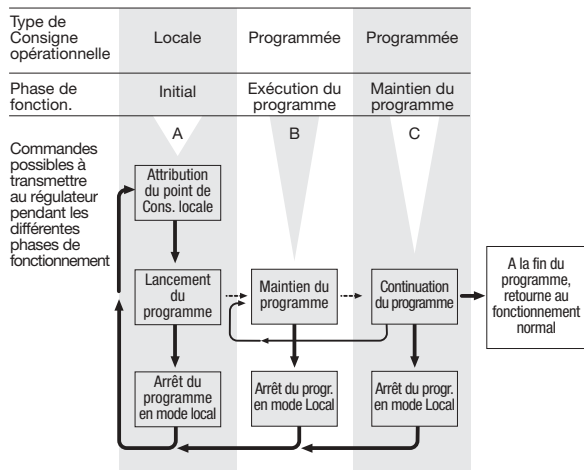 Type de
Consigne
opérationnelle
Locale
Programmée
Programmée
Phase de
fonction.
Initial
Exécution du
programme
Maintien du
programme
A
B
C
Commandes
possibles à
transmettre
au régulateur
pendant les
différentes
phases de
fonctionnement
Attribution
du point de
Cons. locale
Lancement
du
programme
Maintien du
programme
Continuation
du programme
A la fin du
programme,
retourne au
fonctionnement
normal
Arrêt du
programme
en mode local
Arrêt du progr.
en mode Local
Arrêt du progr.
en mode Local